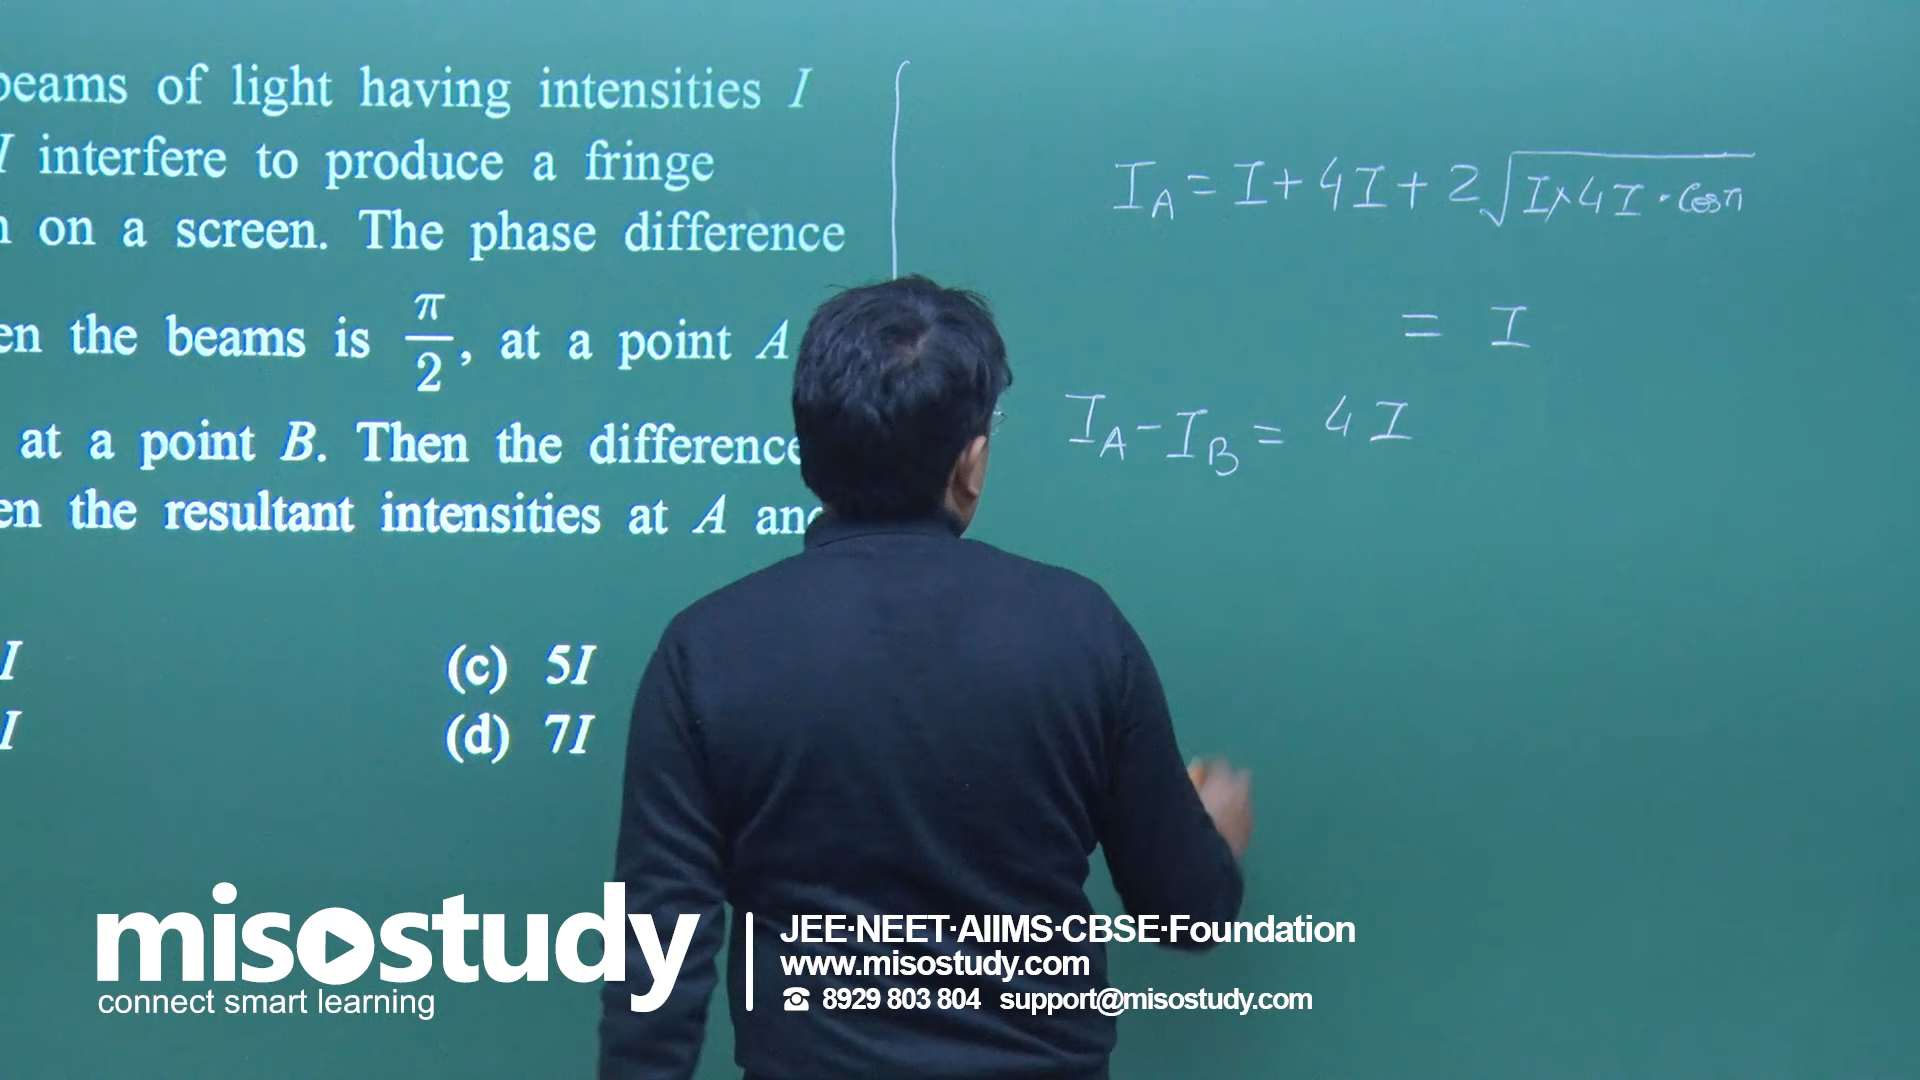 beams of light having intensities I
I interfere to produce a fringe
on a screen. The phase difference
the beams is π/2, at a point A
at a point B. Then the difference
the resultant intensities at A and
I
(c) 5I
I
(d) 7I
I_A = I + 4I + 2√(I×4I · cosπ)
= I
I_A - I_B = 4I
misostudy
connect smart learning
JEE·NEET·AIIMS·CBSE·Foundation
www.misostudy.com
☎ 8929 803 804 support@misostudy.com